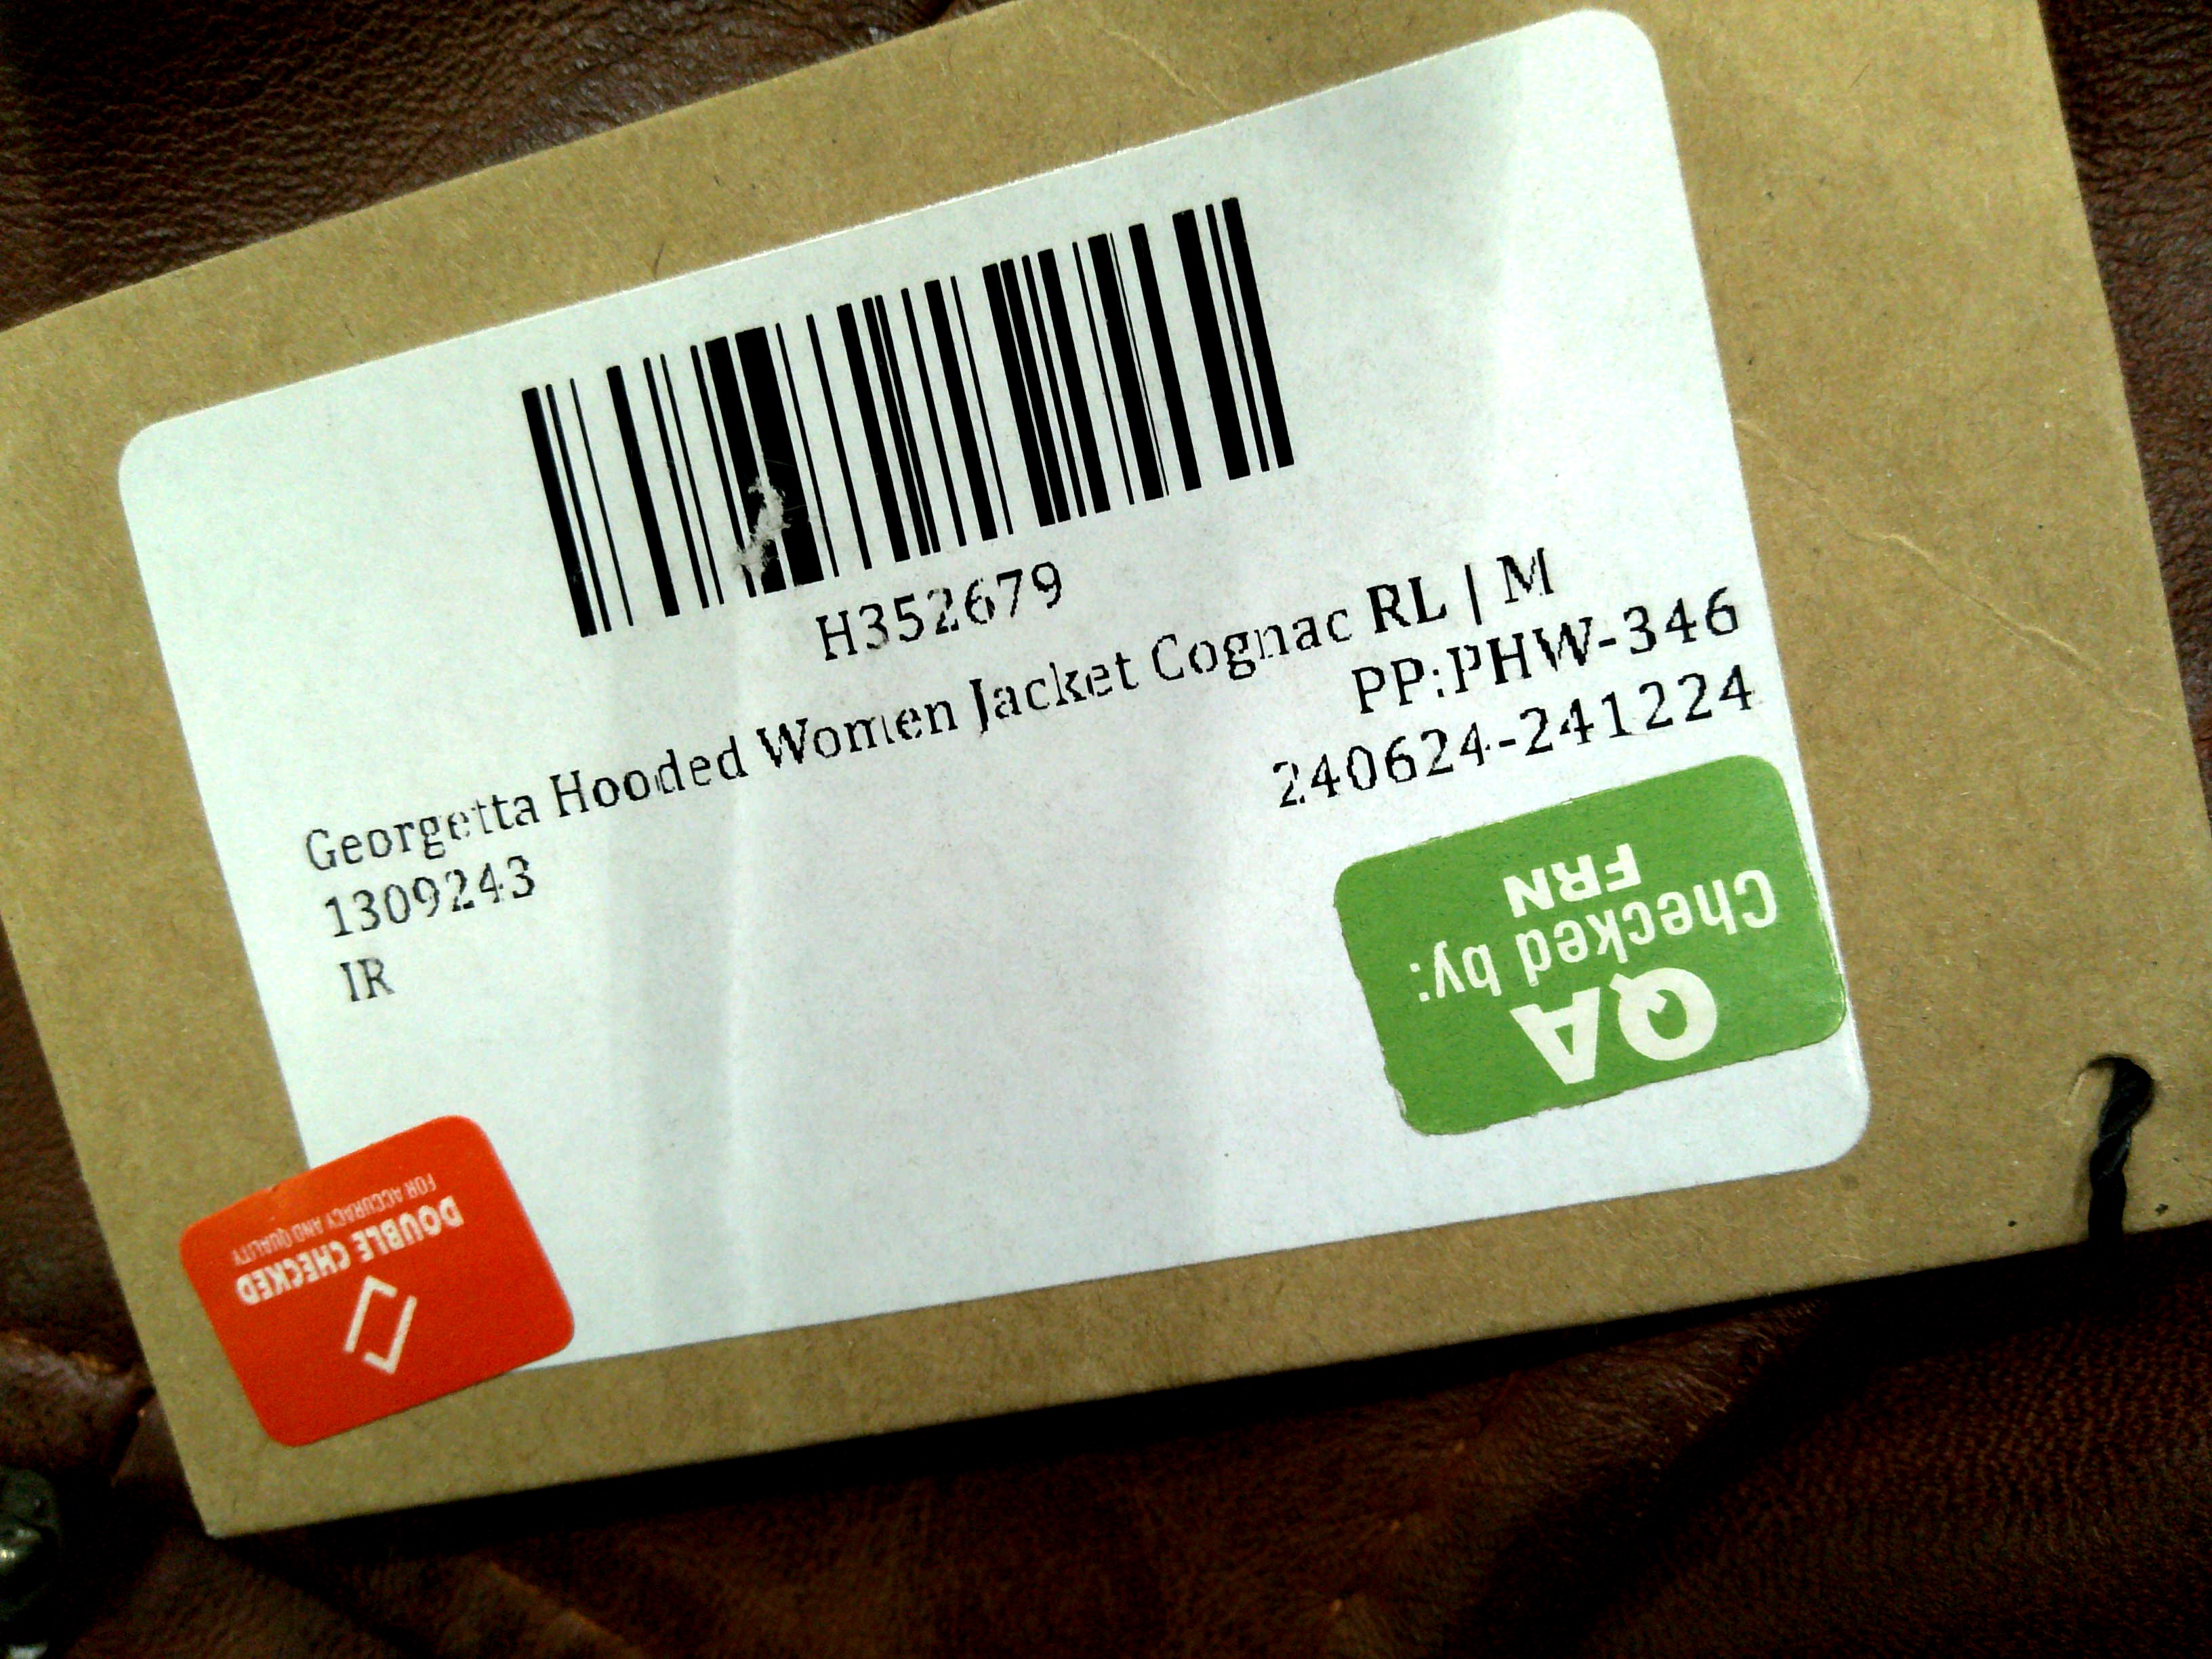 H352679
Georgetta Hooded Women Jacket Cognac RL | M
1309243
PP:PHW-346
IR
240624-241224
QA
Checked by:
FRN
DOUBLE CHECKED
FOR ACCURACY AND QUALITY